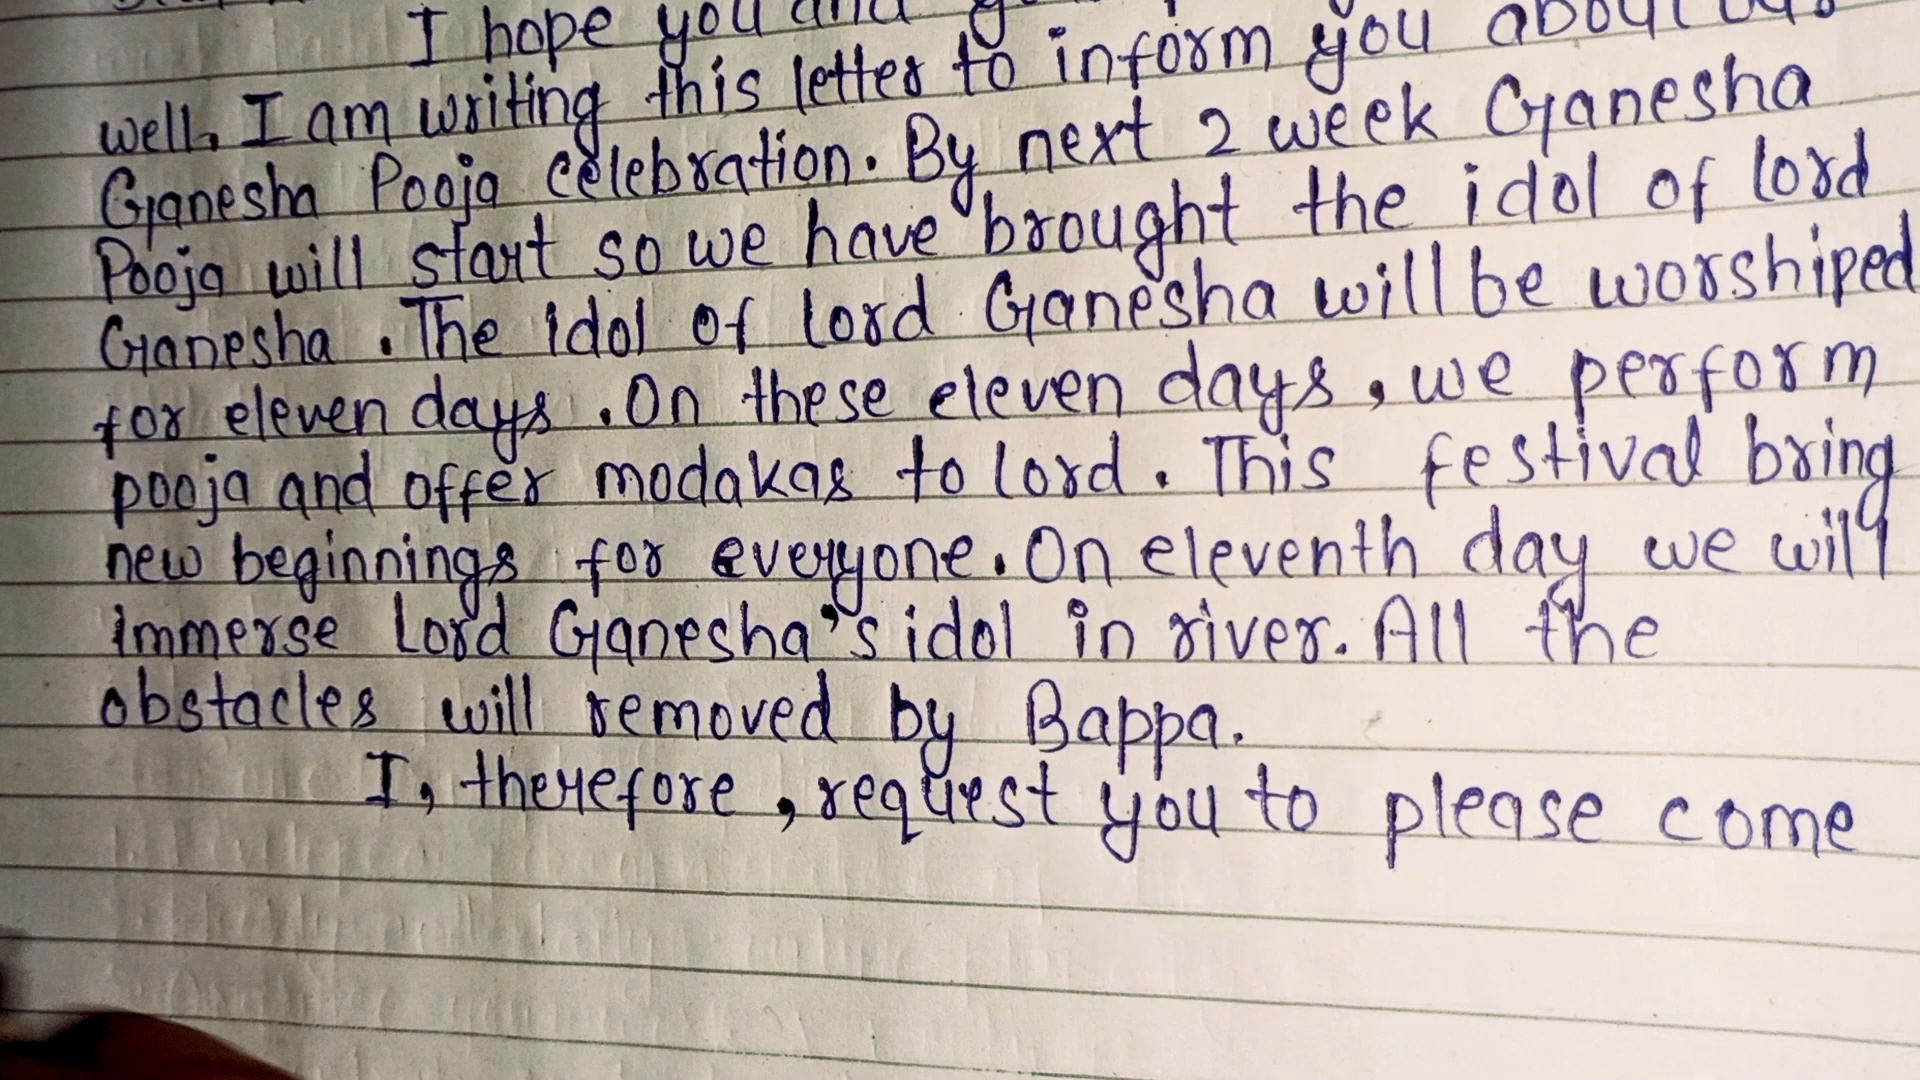 I hope you and
well. I am writing this letter to inform you about
Ganesha Pooja celebration. By next 2 week Ganesha
Pooja will start so we have brought the idol of lord
Ganesha . The idol of lord Ganesha will be worshiped
for eleven days . On these eleven days , we perform
pooja and offer modakas to lord . This festival bring
new beginnings for everyone. On eleventh day we will
immerse Lord Ganesha's idol in river. All the
obstacles will removed by Bappa.
I, therefore , request you to please come